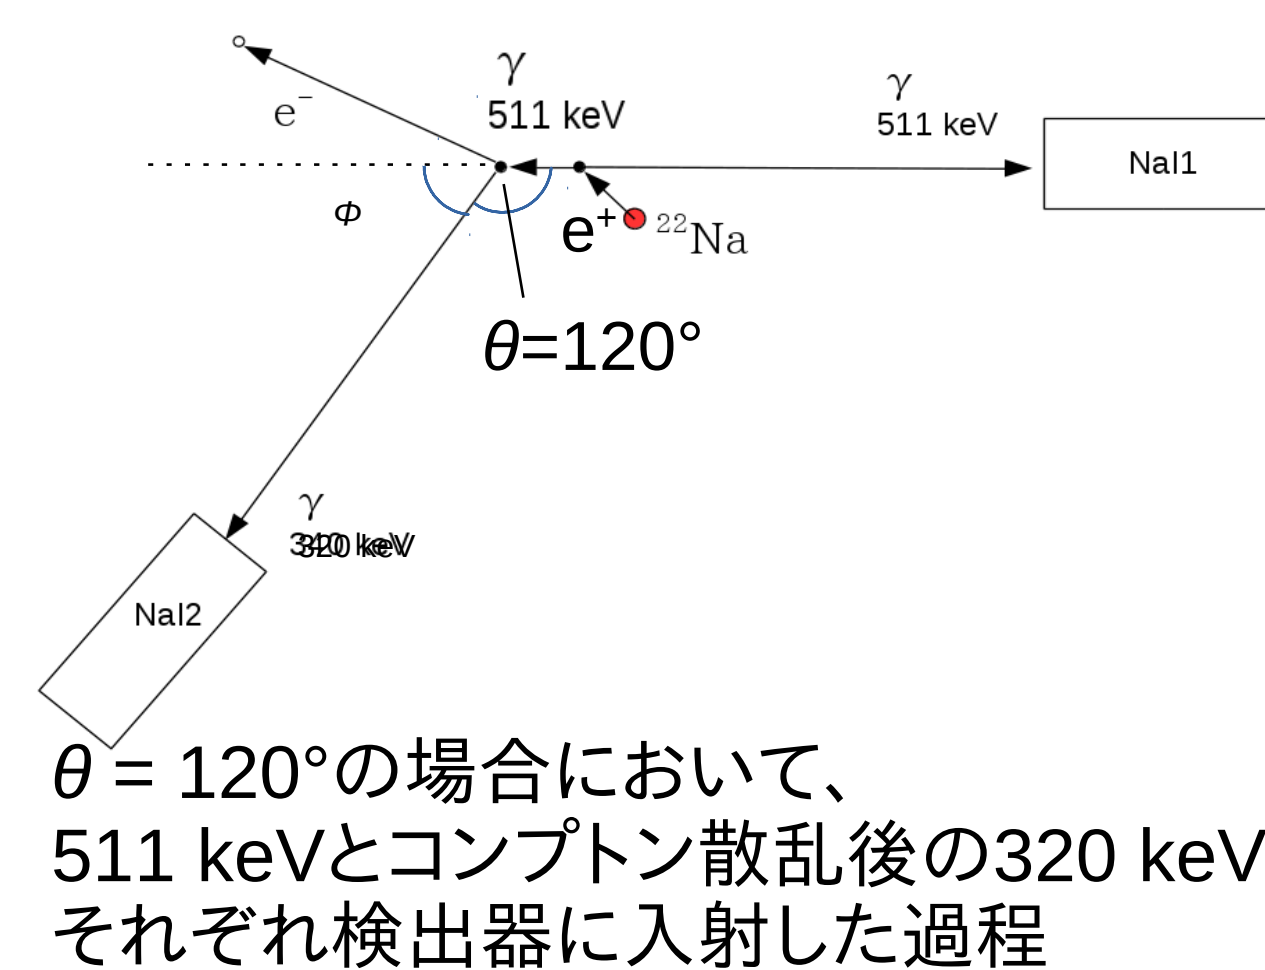 γ
511 keV
γ
511 keV
e⁻
NaI1
Φ
e⁺
²²Na
θ=120°
γ
320 keV
NaI2
θ = 120°の場合において、
511 keVとコンプトン散乱後の320 keV
それぞれ検出器に入射した過程